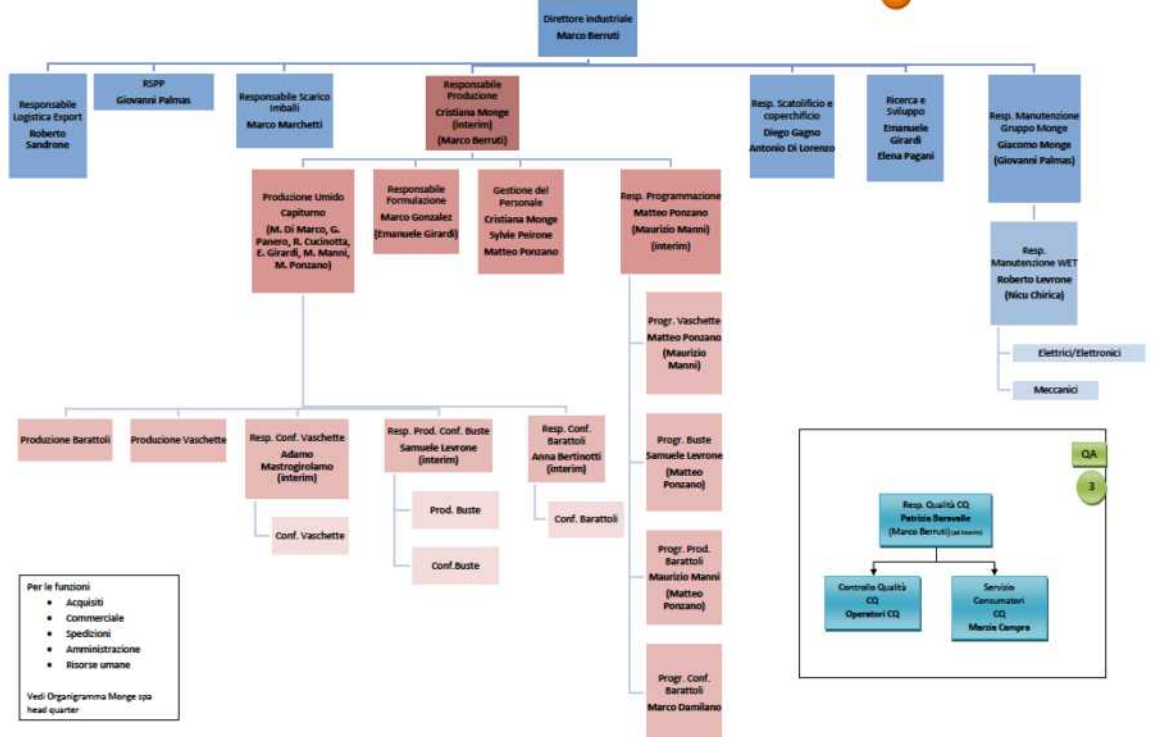 Direttore industriale
Marco Berruti
Responsabile
Logistica Export
Roberto
Sandrone
RSPP
Giovanni Palmas
Responsabile Scarico
Imballi
Marco Marchetti
Responsabile
Produzione
Cristiana Monge
(interim)
(Marco Berruti)
Resp. Scatolificio e
coperchificio
Diego Gagno
Antonio Di Lorenzo
Ricerca e
Sviluppo
Emanuele
Girardi
Elena Pagani
Resp. Manutenzione
Gruppo Monge
Giacomo Monge
(Giovanni Palmas)
Produzione Umido
Capiturno
(M. Di Marco, G.
Panero, R. Cucinotta,
E. Girardi, M. Manni,
M. Ponzano)
Responsabile
Formulazione
Marco Gonzalez
(Emanuele Girardi)
Gestione del
Personale
Cristiana Monge
Sylvie Peirone
Matteo Ponzano
Resp. Programmazione
Matteo Ponzano
(Maurizio Manni)
(interim)
Resp.
Manutenzione WET
Roberto Levrone
(Nicu Chirica)
Elettrici/Elettronici
Meccanici
Progr. Vaschette
Matteo Ponzano
(Maurizio
Manni)
Progr. Buste
Samuele Levrone
(Matteo
Ponzano)
Progr. Prod.
Barattoli
Maurizio Manni
(Matteo
Ponzano)
Progr. Conf.
Barattoli
Marco Damilano
Produzione Barattoli
Produzione Vaschette
Resp. Conf. Vaschette
Adamo
Mastrogirolamo
(interim)
Conf. Vaschette
Resp. Prod. Conf. Buste
Samuele Levrone
(interim)
Prod. Buste
Conf.Buste
Resp. Conf.
Barattoli
Anna Bertinotti
(interim)
Conf. Barattoli
QA
3
Resp. Qualità CQ
Patrizia Baravalle
(Marco Berruti) (ad interim)
Controllo Qualità
CQ
Operatori CQ
Servizio
Consumatori
CQ
Marzia Campra
Per le funzioni
• Acquisiti
• Commerciale
• Spedizioni
• Amministrazione
• Risorse umane
Vedi Organigramma Monge spa
head quarter